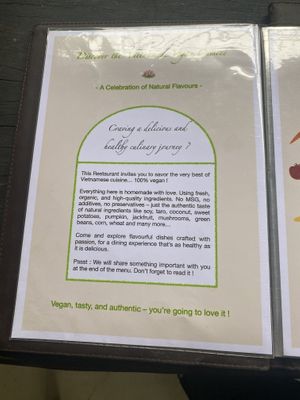 Discover the
- A Celebration of Natural Flavours -
Craving a delicious and
healthy culinary journey ?
This Restaurant invites you to savor the very best of
Vietnamese cuisine… 100% vegan !
Everything here is homemade with love. Using fresh,
organic, and high-quality ingredients. No MSG, no
additives, no preservatives – just the authentic taste
of natural ingredients like soy, taro, coconut, sweet
potatoes, pumpkin, jackfruit, mushrooms, green
beans, corn, wheat and many more…
Come and explore flavourful dishes crafted with
passion, for a dining experience that's as healthy as
it is delicious.
Pssst : We will share something important with you
at the end of the menu. Don't forget to read it !
Vegan, tasty, and authentic – you're going to love it !